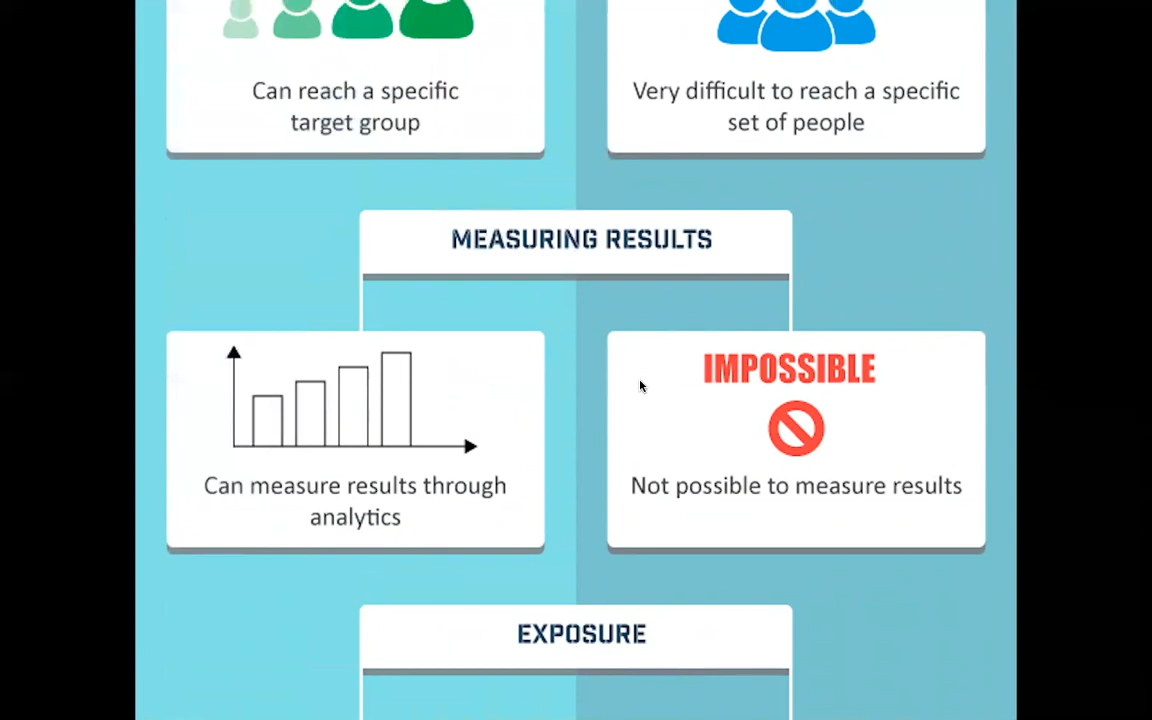 Can reach a specific
target group
Very difficult to reach a specific
set of people
MEASURING RESULTS
Can measure results through
analytics
IMPOSSIBLE
Not possible to measure results
EXPOSURE